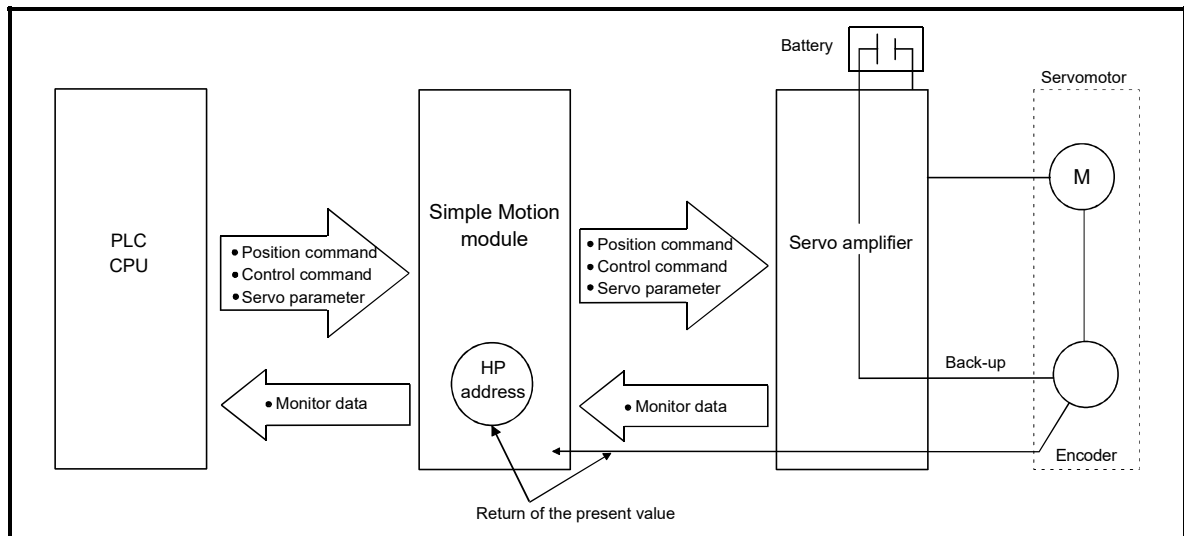 Battery
Servomotor
PLC
CPU
• Position command
• Control command
• Servo parameter
• Monitor data
Simple Motion
module
HP
address
• Position command
• Control command
• Servo parameter
• Monitor data
Servo amplifier
M
Back-up
Encoder
Return of the present value